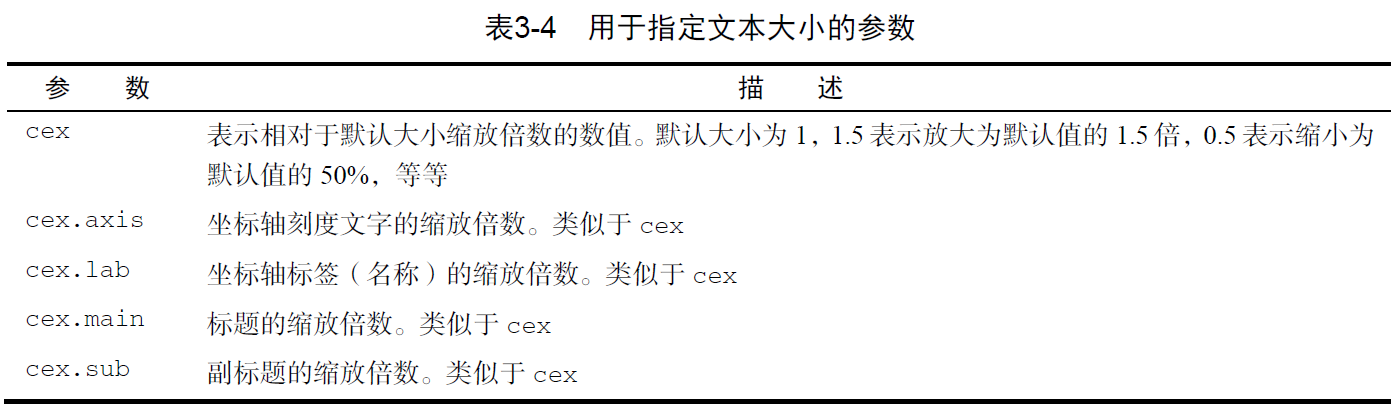 表3-4 用于指定文本大小的参数
参 数 描 述
cex 表示相对于默认大小缩放倍数的数值。默认大小为 1，1.5 表示放大为默认值的 1.5 倍，0.5 表示缩小为
默认值的 50%，等等
cex.axis 坐标轴刻度文字的缩放倍数。类似于 cex
cex.lab 坐标轴标签（名称）的缩放倍数。类似于 cex
cex.main 标题的缩放倍数。类似于 cex
cex.sub 副标题的缩放倍数。类似于 cex